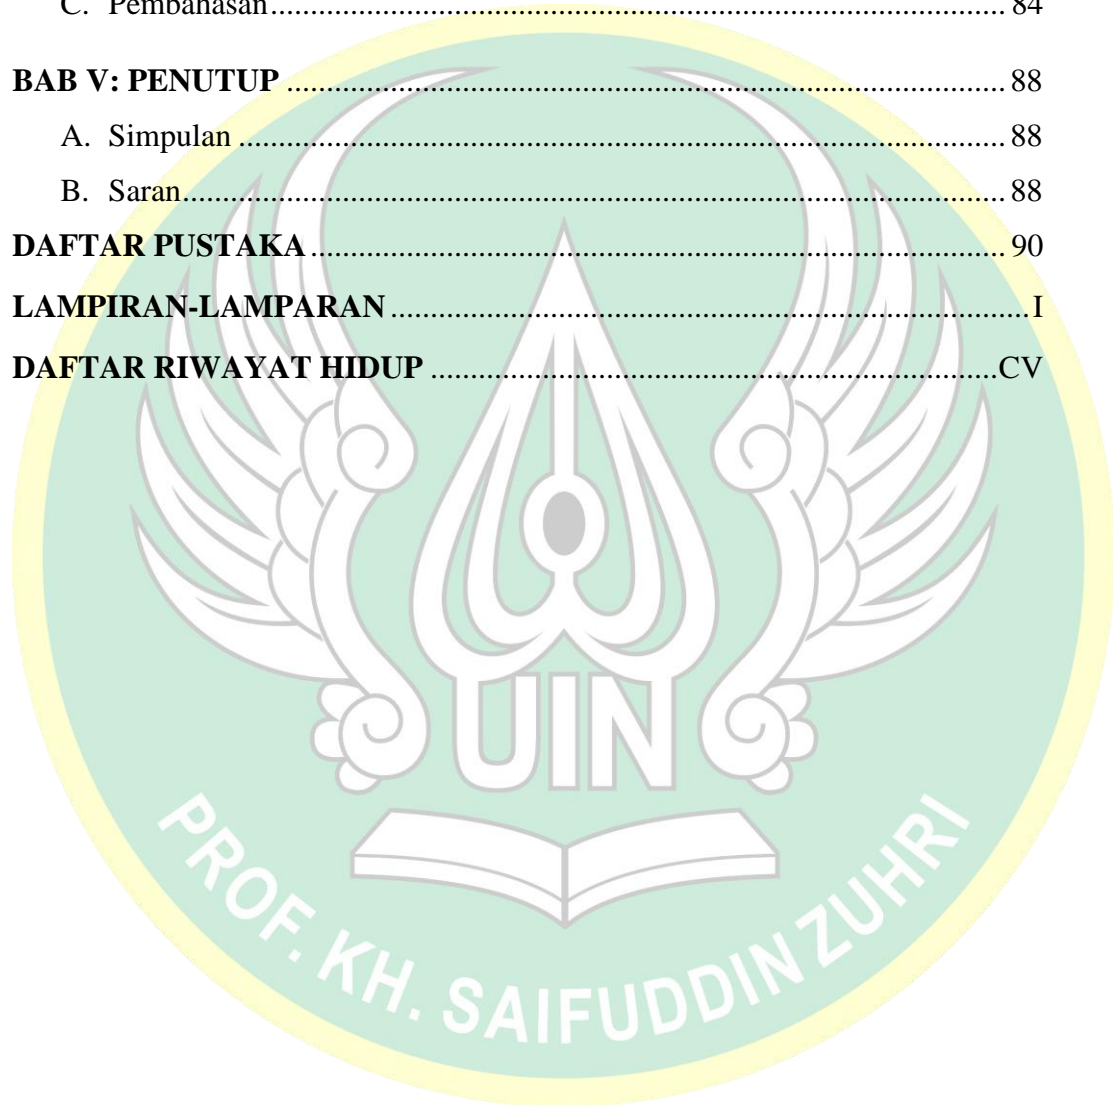 C. Pembahasan........................................................................................... 84
BAB V: PENUTUP ......................................................................................... 88
A. Simpulan ............................................................................................... 88
B. Saran...................................................................................................... 88
DAFTAR PUSTAKA ...................................................................................... 90
LAMPIRAN-LAMPARAN ............................................................................... I
DAFTAR RIWAYAT HIDUP ...................................................................... CV
UIN
PROF. KH. SAIFUDDIN ZUHRI